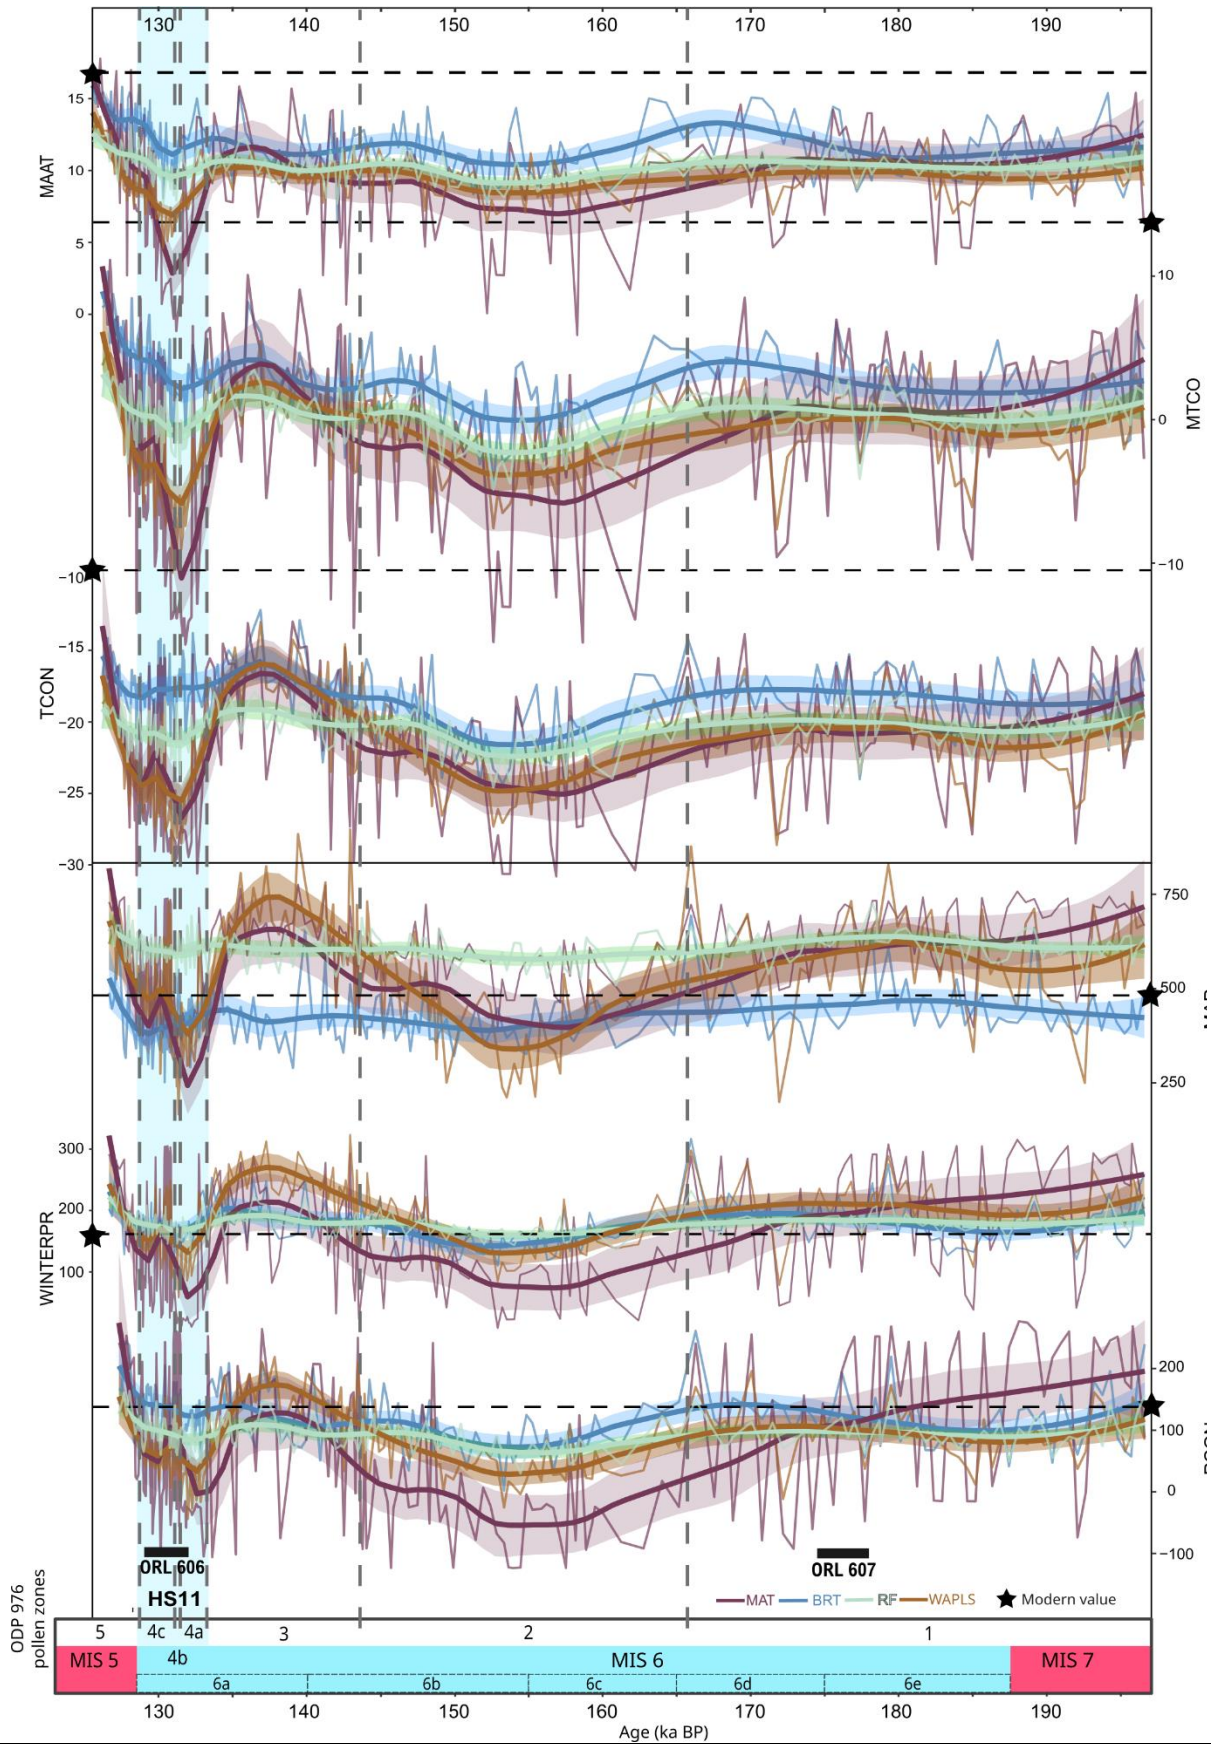 130 140 150 160 170 180 190
15
MAAT
10
5
10
0
MTCO
0
−10
−10
−15
TCON
−20
−25
−30
750
500
250
300
200
WINTERPR
100
200
100
0
−100
ORL 606
ORL 607
HS11
MAT BRT RF WAPLS Modern value
ODP 976
pollen zones
5 4c 4a 3 2 1
MIS 5 4b MIS 6 MIS 7
6a 6b 6c 6d 6e
130 140 150 160 170 180 190
Age (ka BP)